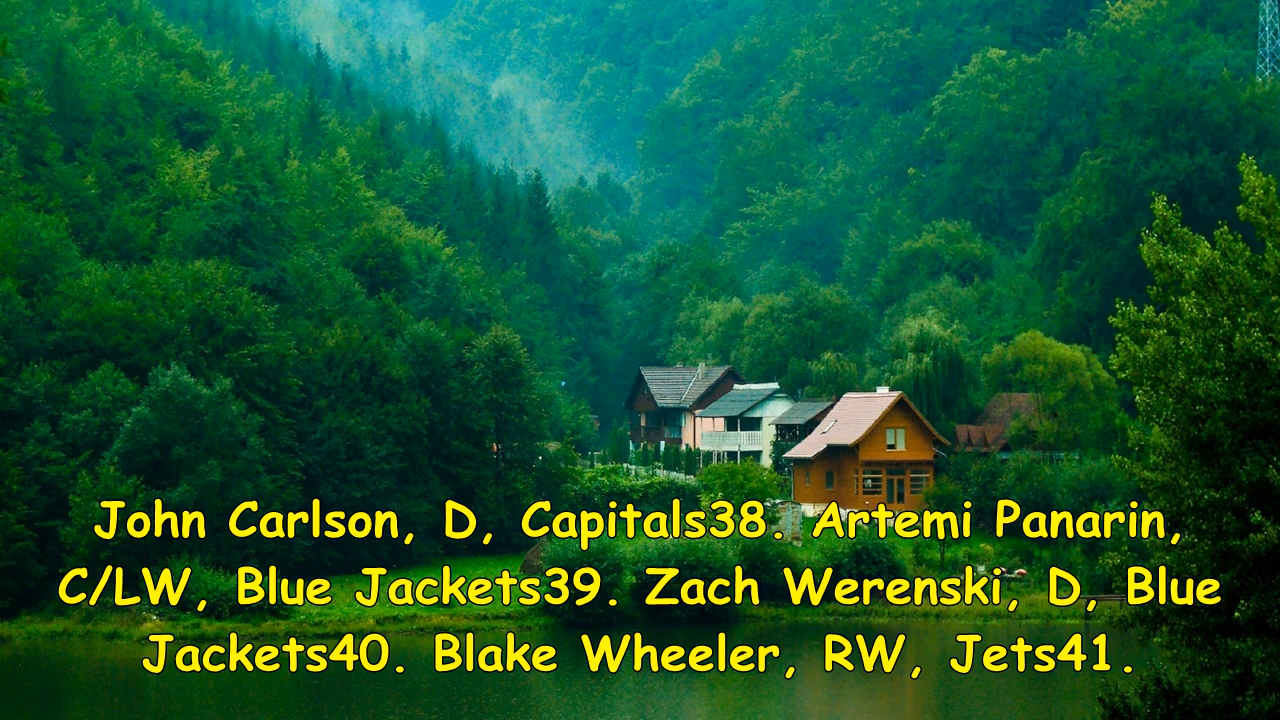 John Carlson, D, Capitals38. Artemi Panarin,
C/LW, Blue Jackets39. Zach Werenski, D, Blue
Jackets40. Blake Wheeler, RW, Jets41.